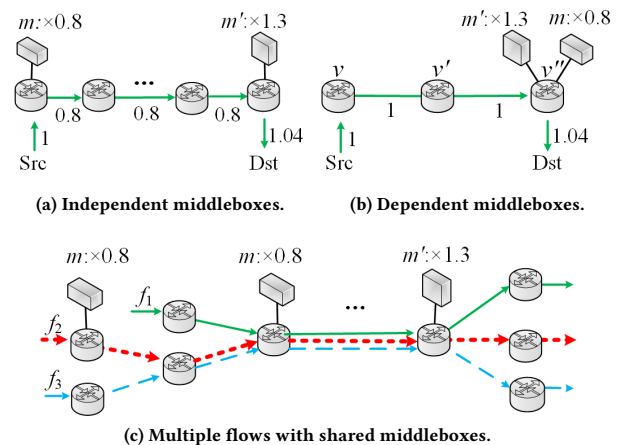 m:×0.8
m':×1.3
...
0.8
0.8
0.8
1
1.04
Src
Dst
(a) Independent middleboxes.
m':×1.3
m:×0.8
v
v'
v''
1
1
1
1.04
Src
Dst
(b) Dependent middleboxes.
m:×0.8
m:×0.8
m':×1.3
f1
...
f2
f3
(c) Multiple flows with shared middleboxes.